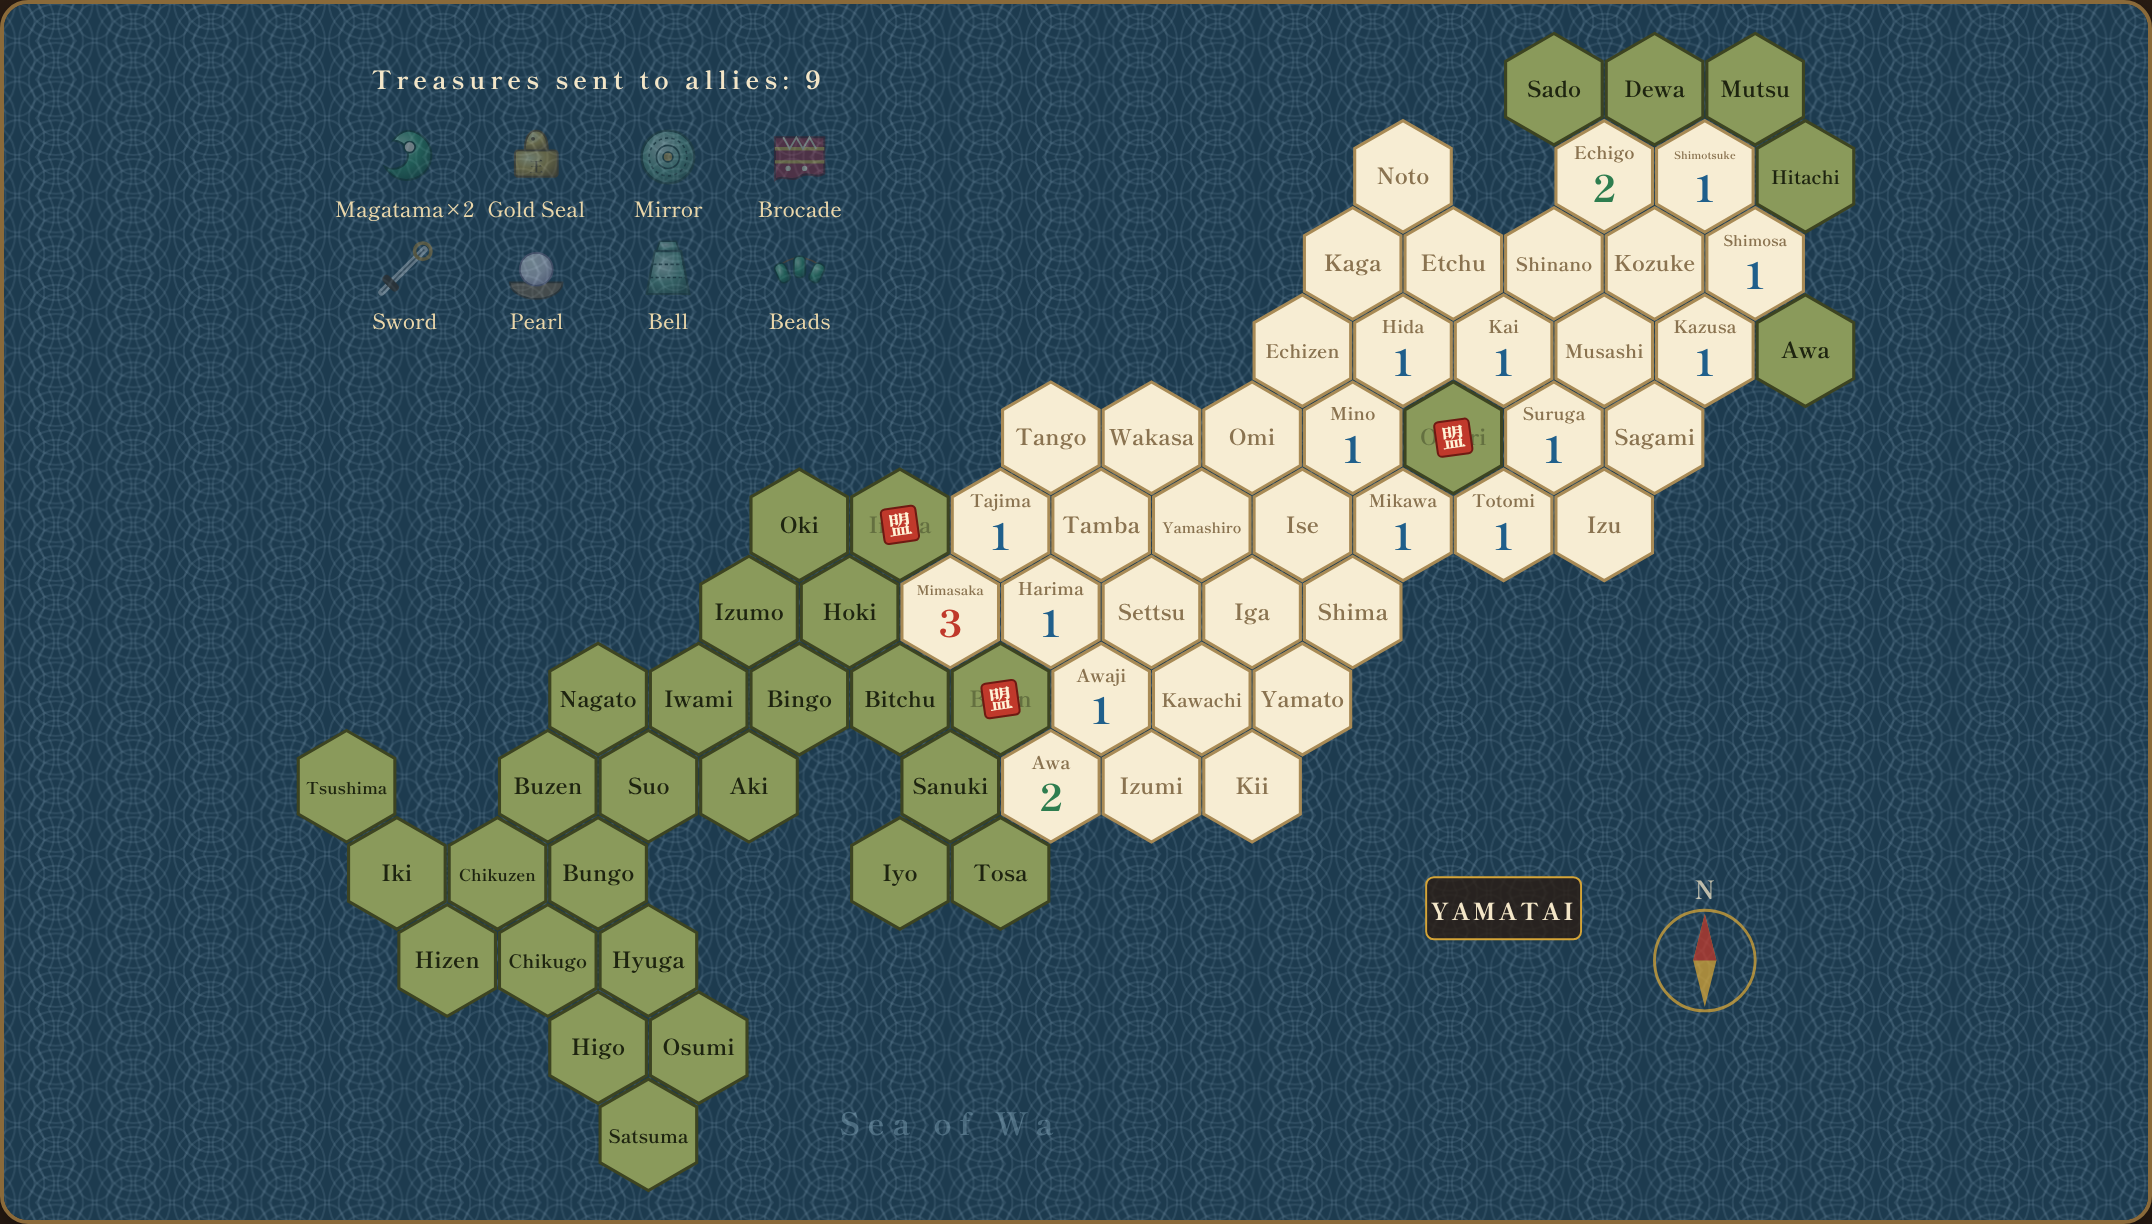 Treasures sent to allies: 9
Magatama×2 Gold Seal Mirror Brocade
Sword Pearl Bell Beads
Sado Dewa Mutsu
Noto Echigo 2 Shimotsuke 1 Hitachi
Kaga Etchu Shinano Kozuke Shimosa 1
Echizen Hida 1 Kai 1 Musashi Kazusa 1 Awa
Tango Wakasa Omi Mino 1 盟 Suruga 1 Sagami
Oki 盟 Tajima 1 Tamba Yamashiro Ise Mikawa 1 Totomi 1 Izu
Izumo Hoki Mimasaka 3 Harima 1 Settsu Iga Shima
Nagato Iwami Bingo Bitchu 盟 Awaji 1 Kawachi Yamato
Tsushima Buzen Suo Aki Sanuki Awa 2 Izumi Kii
Iki Chikuzen Bungo Iyo Tosa
YAMATAI
N
Hizen Chikugo Hyuga
Higo Osumi
Satsuma
Sea of Wa